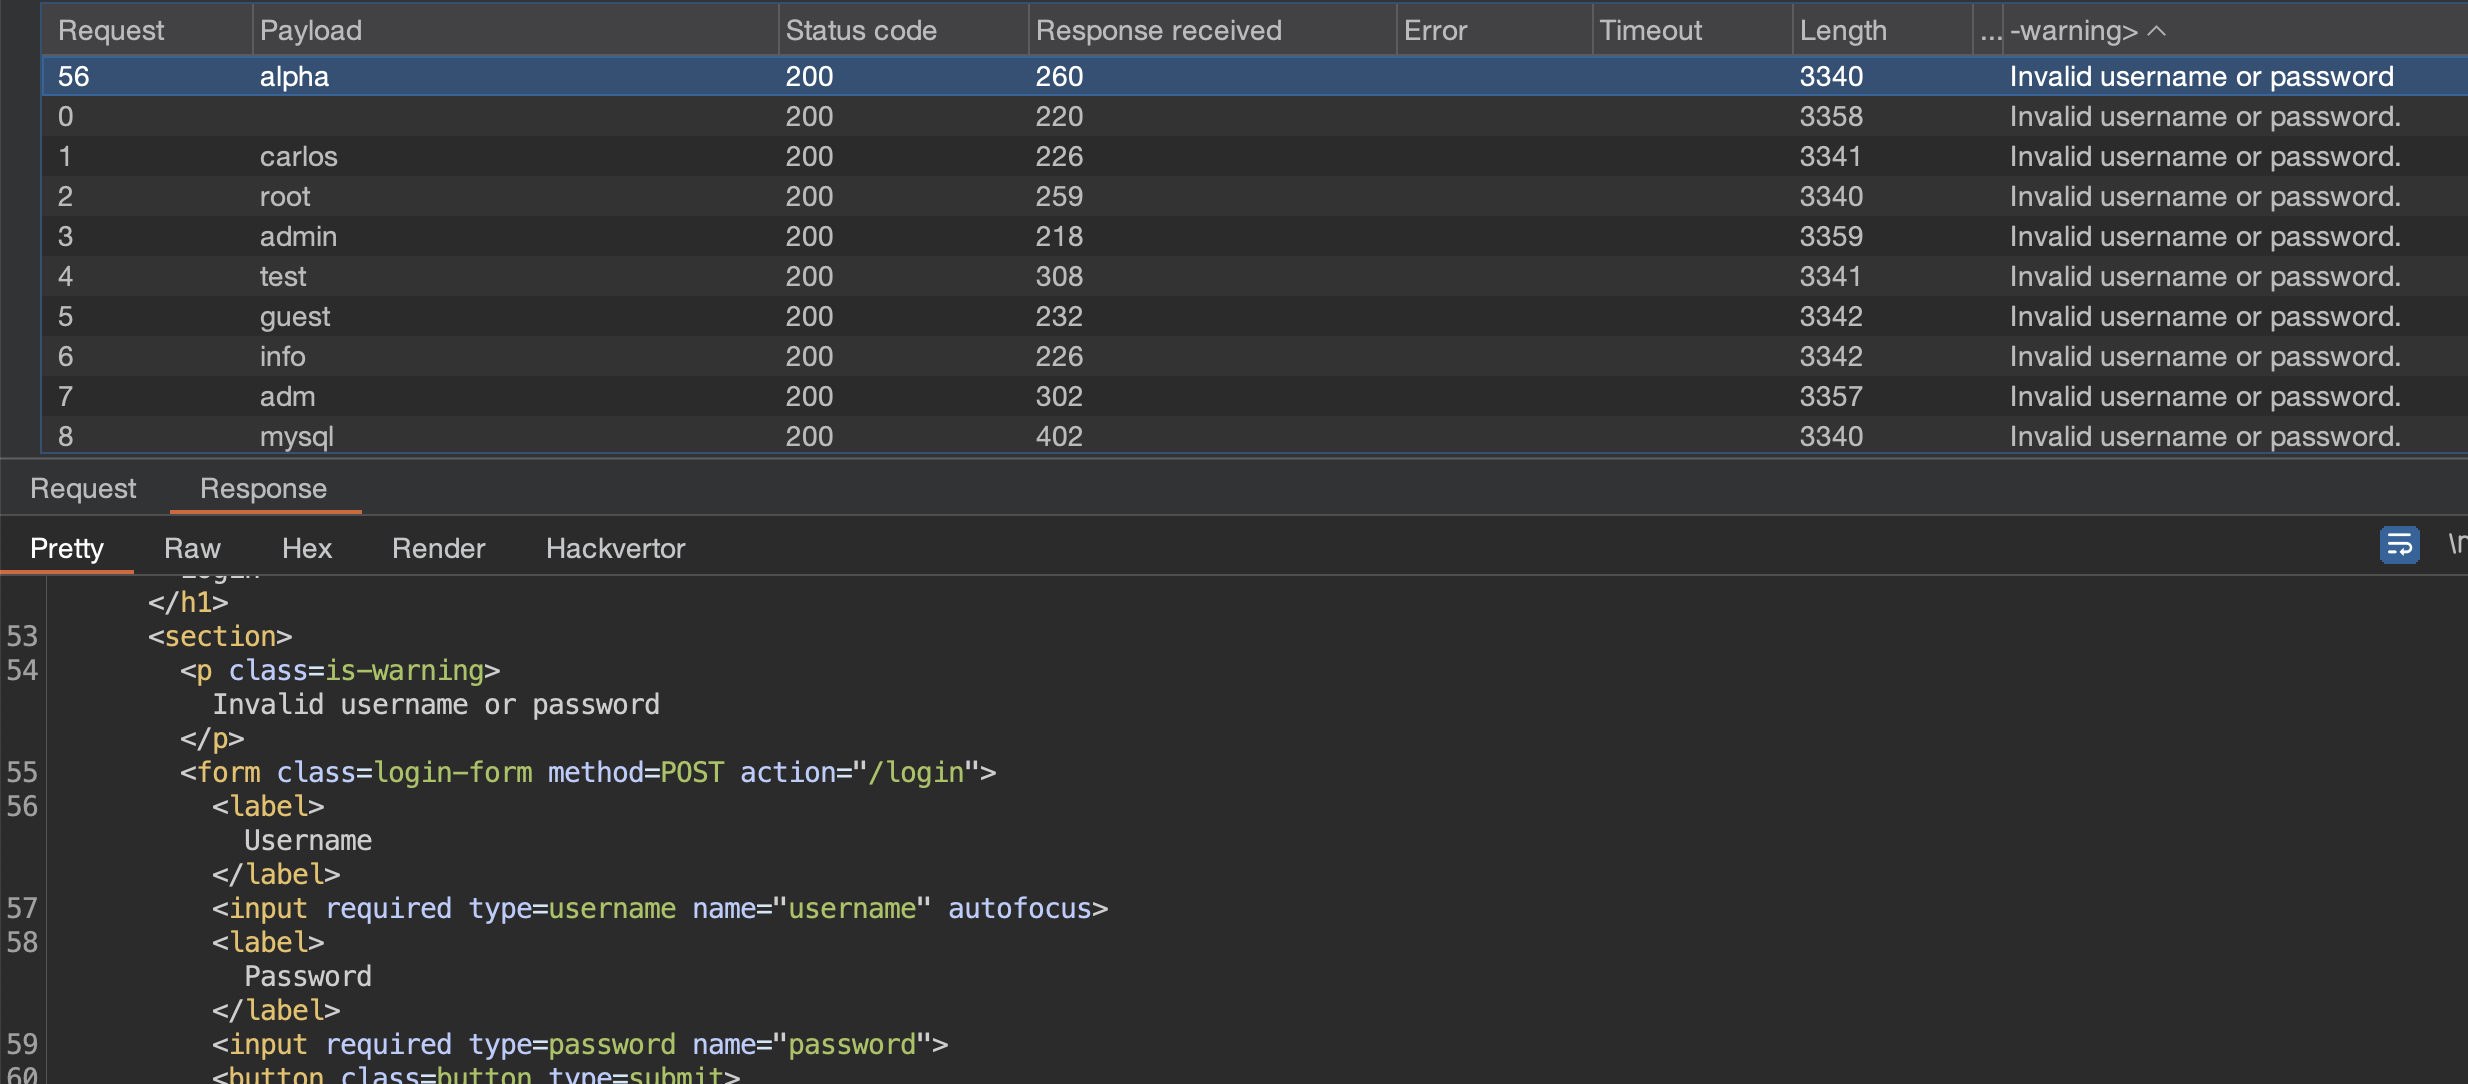 Request Payload Status code Response received Error Timeout Length ... -warning>
56 alpha 200 260 3340 Invalid username or password
0 200 220 3358 Invalid username or password.
1 carlos 200 226 3341 Invalid username or password.
2 root 200 259 3340 Invalid username or password.
3 admin 200 218 3359 Invalid username or password.
4 test 200 308 3341 Invalid username or password.
5 guest 200 232 3342 Invalid username or password.
6 info 200 226 3342 Invalid username or password.
7 adm 200 302 3357 Invalid username or password.
8 mysql 200 402 3340 Invalid username or password.
Request Response
Pretty Raw Hex Render Hackvertor
Login
</h1>
53 <section>
54 <p class=is-warning>
Invalid username or password
</p>
55 <form class=login-form method=POST action="/login">
56 <label>
Username
</label>
57 <input required type=username name="username" autofocus>
58 <label>
Password
</label>
59 <input required type=password name="password">
60 <button class=button type=submit>